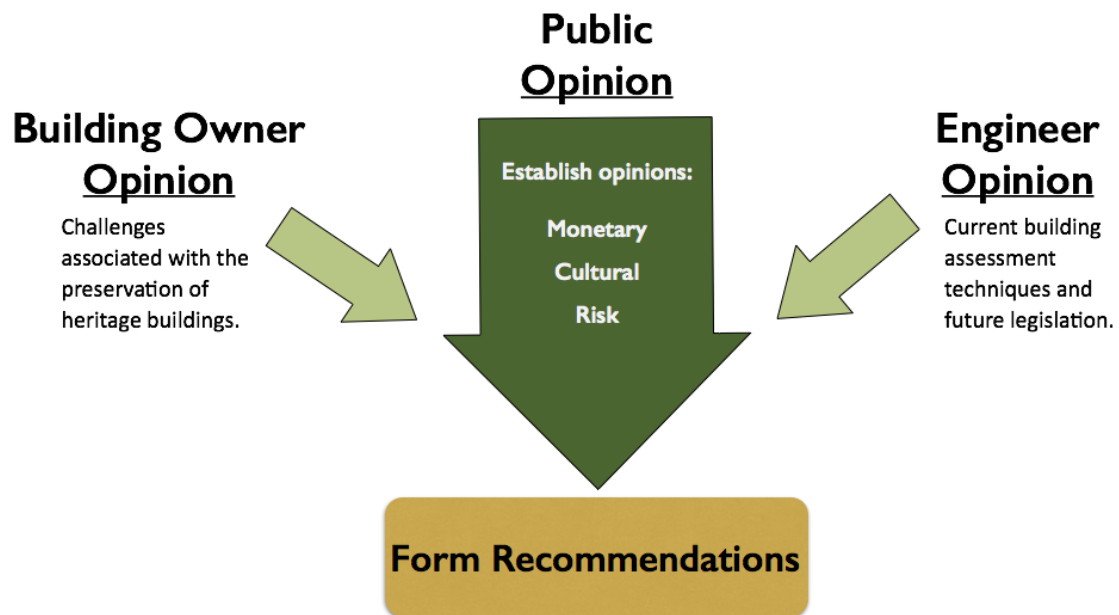 Public
Opinion
Building Owner
Opinion
Challenges
associated with the
preservation of
heritage buildings.
Establish opinions:
Monetary
Cultural
Risk
Engineer
Opinion
Current building
assessment
techniques and
future legislation.
Form Recommendations